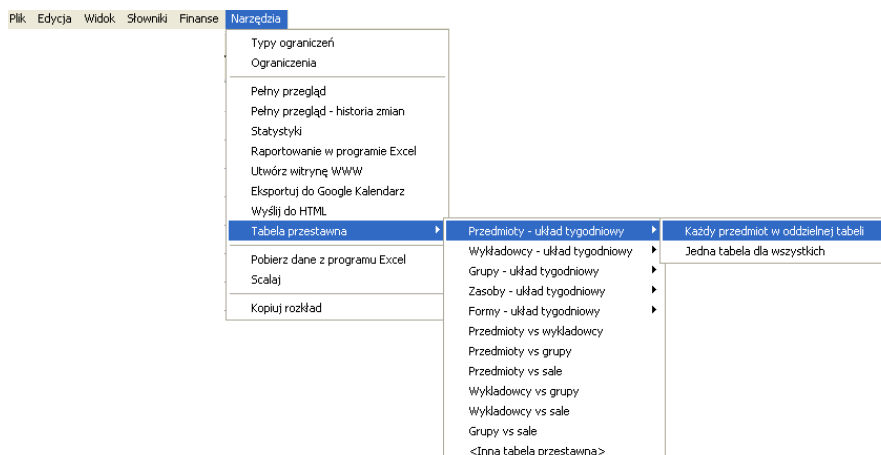 Plik Edycja Widok Słowniki Finanse Narzędzia
Typy ograniczeń
Ograniczenia
Pełny przegląd
Pełny przegląd - historia zmian
Statystyki
Raportowanie w programie Excel
Utwórz witrynę WWW
Eksportuj do Google Kalendarz
Wyślij do HTML
Tabela przestawna
Pobierz dane z programu Excel
Scalaj
Kopiuj rozkład
Przedmioty - układ tygodniowy
Wykładowcy - układ tygodniowy
Grupy - układ tygodniowy
Zasoby - układ tygodniowy
Formy - układ tygodniowy
Przedmioty vs wykladowcy
Przedmioty vs grupy
Przedmioty vs sale
Wykladowcy vs grupy
Wykladowcy vs sale
Grupy vs sale
<Inna tabela przestawna>
Każdy przedmiot w oddzielnej tabeli
Jedna tabela dla wszystkich